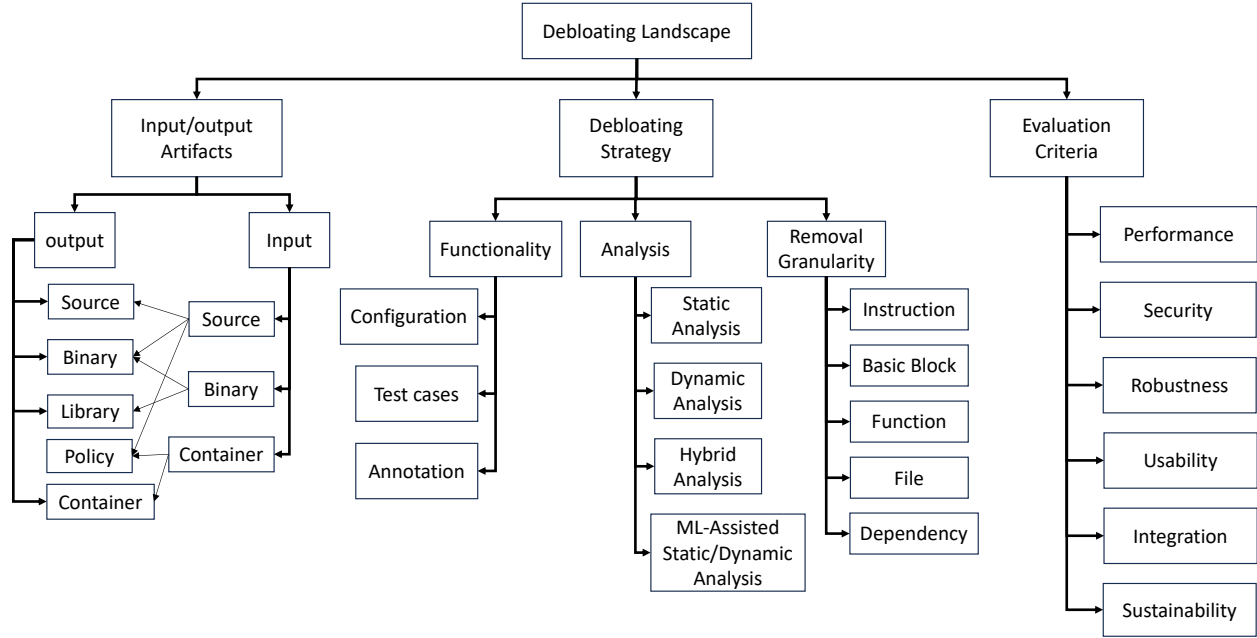 Debloating Landscape
Input/output
Artifacts
Debloating
Strategy
Evaluation
Criteria
output
Input
Functionality
Analysis
Removal
Granularity
Source
Binary
Library
Policy
Container
Source
Binary
Container
Configuration
Test cases
Annotation
Static
Analysis
Dynamic
Analysis
Hybrid
Analysis
ML-Assisted
Static/Dynamic
Analysis
Instruction
Basic Block
Function
File
Dependency
Performance
Security
Robustness
Usability
Integration
Sustainability